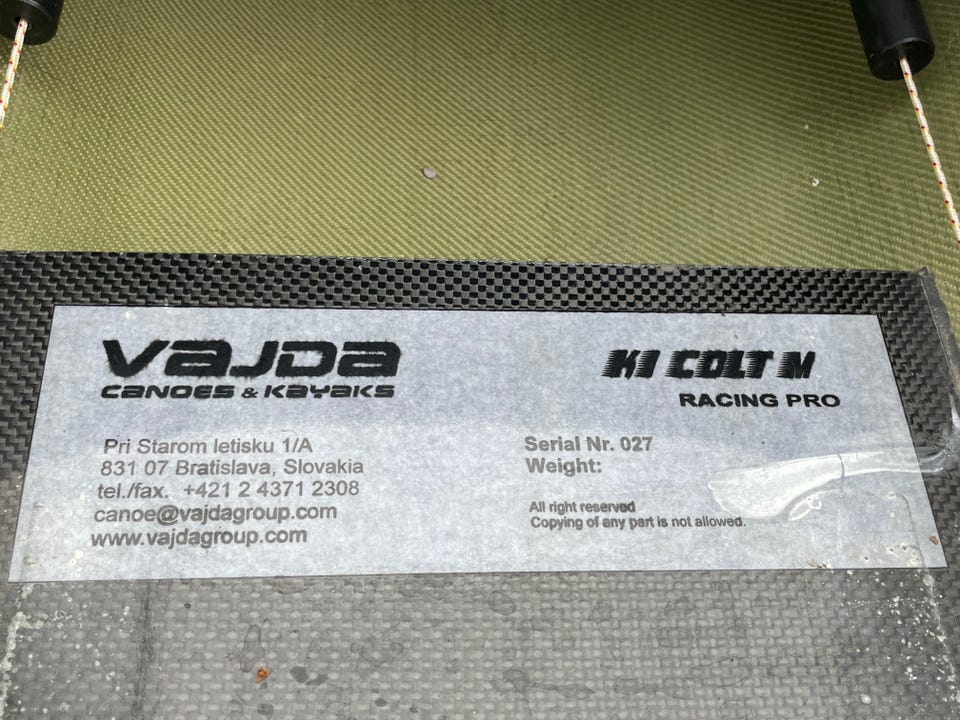 VAJDA
CANOES & KAYAKS
Pri Starom letisku 1/A
831 07 Bratislava, Slovakia
tel./fax. +421 2 4371 2308
canoe@vajdagroup.com
www.vajdagroup.com
K1 COLT M
RACING PRO
Serial Nr. 027
Weight:
All right reserved
Copying of any part is not allowed.